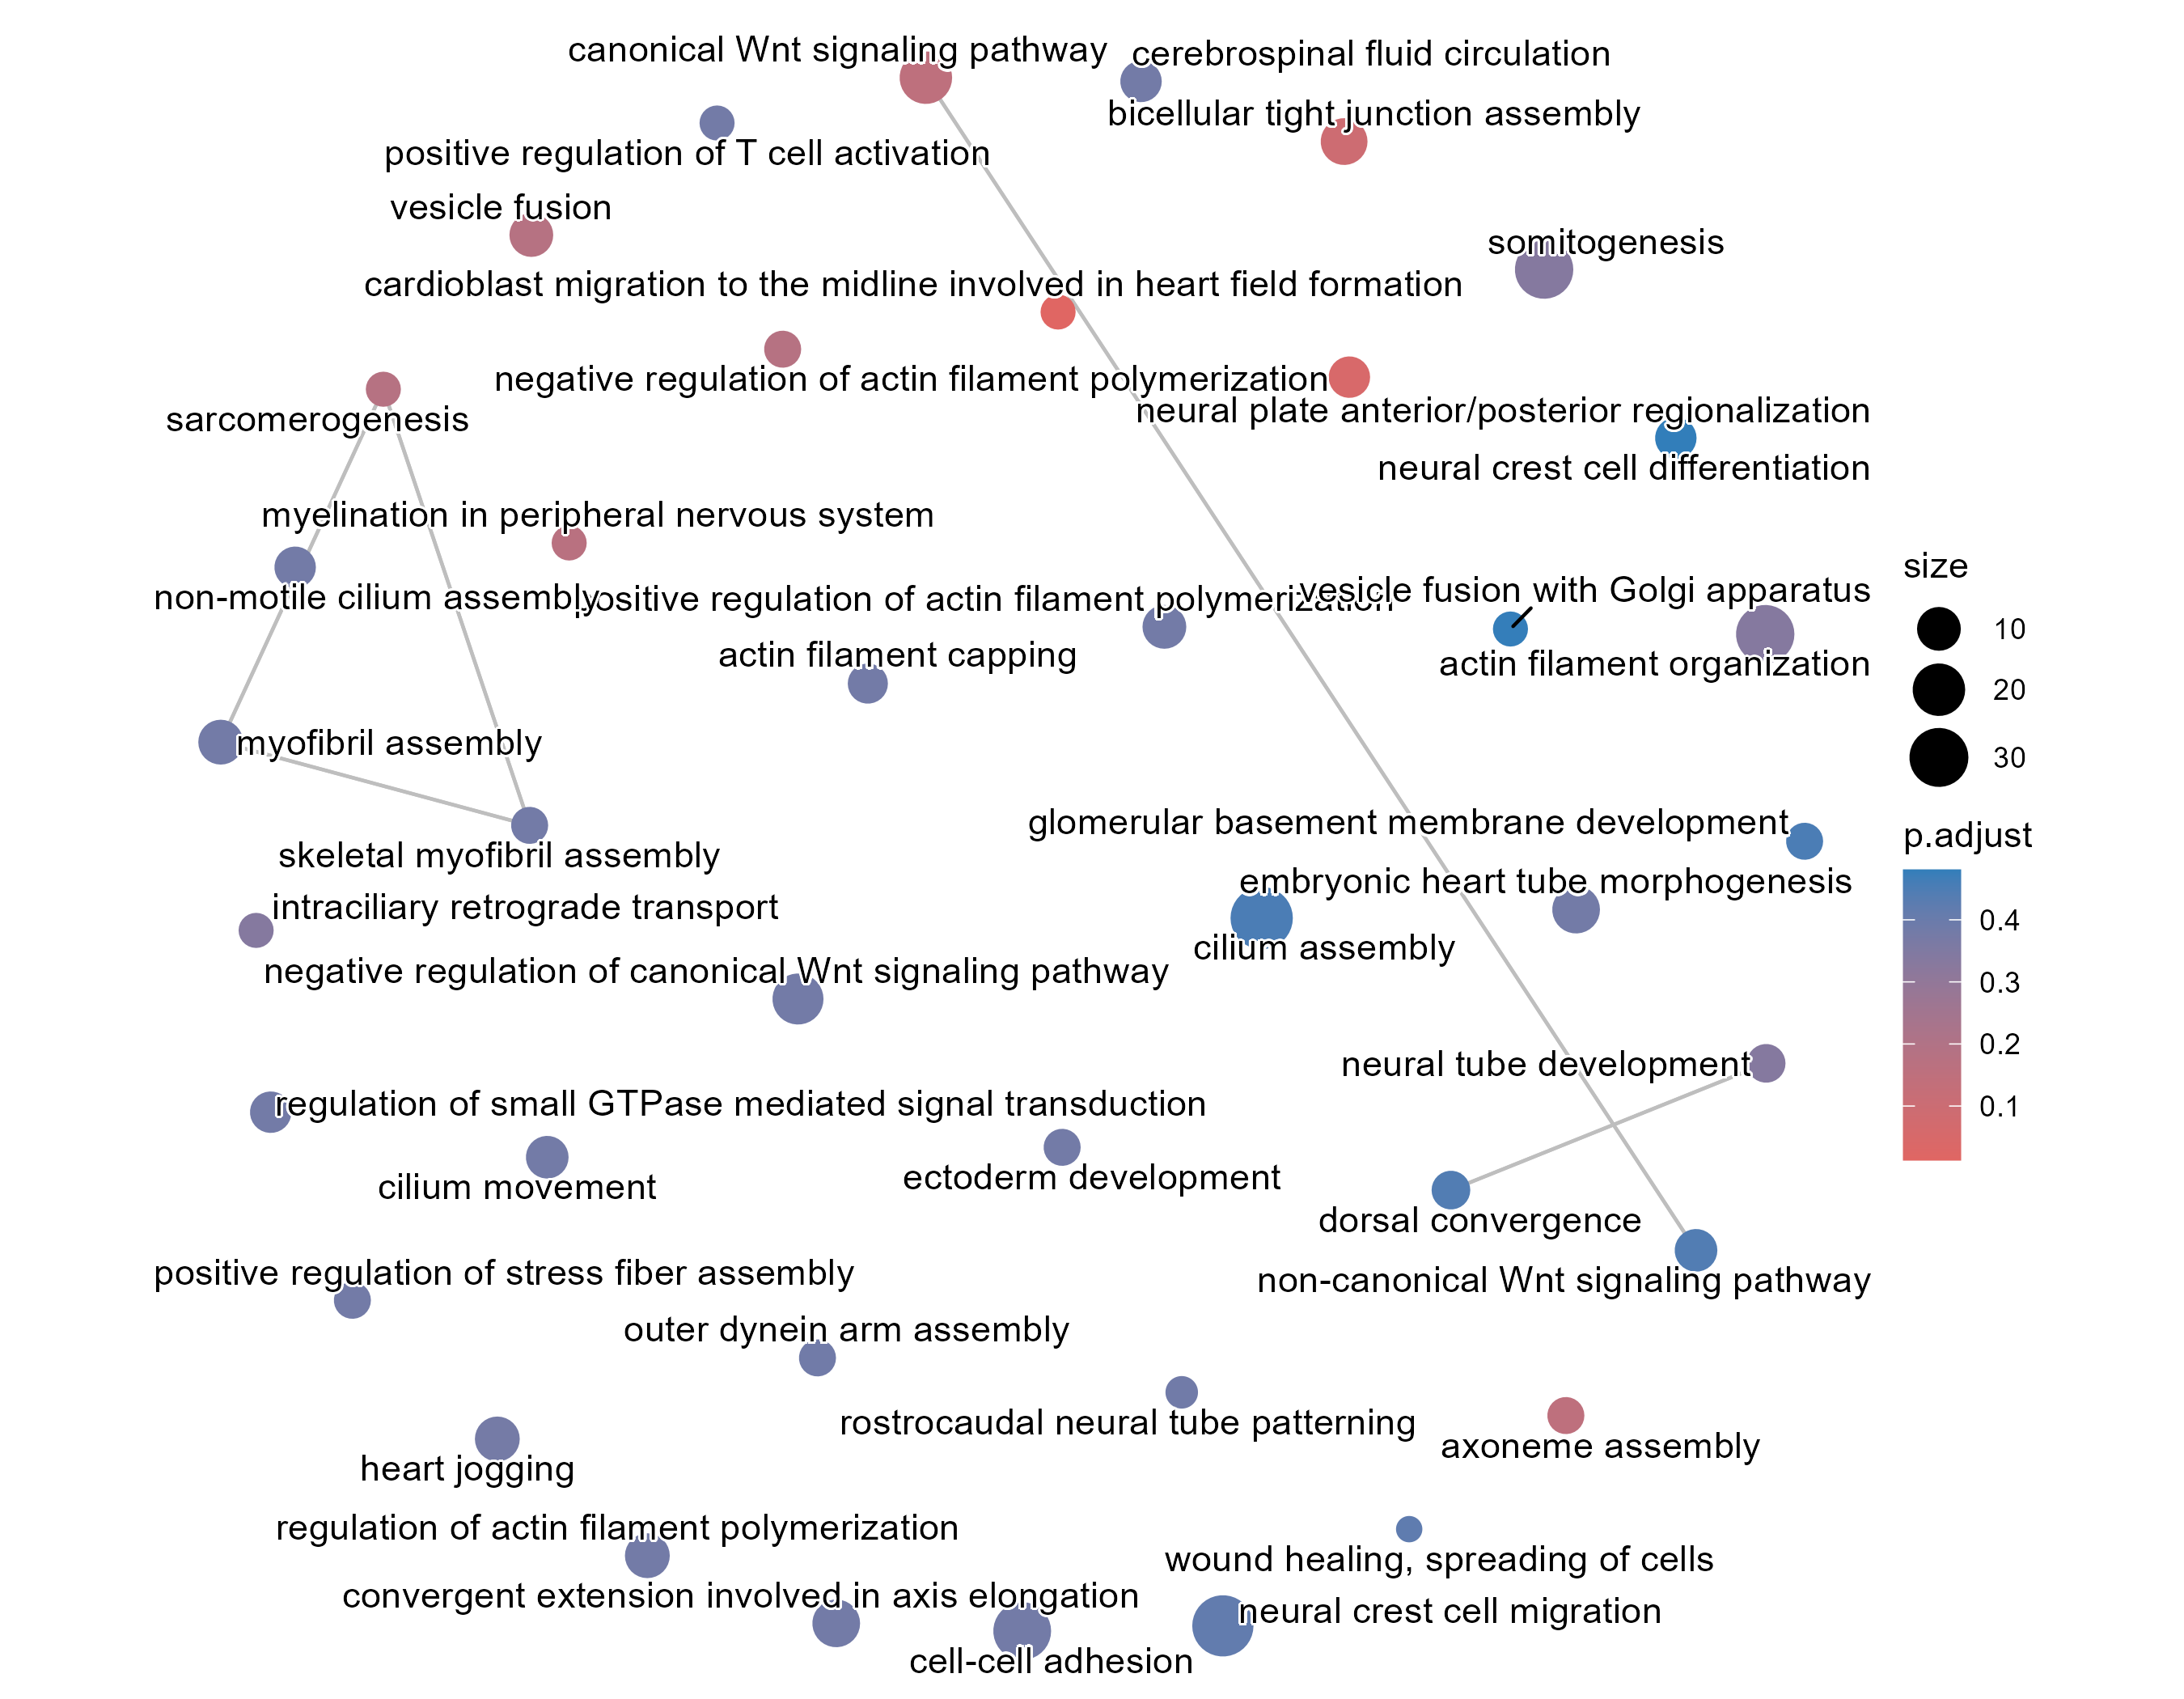 canonical Wnt signaling pathway
cerebrospinal fluid circulation
bicellular tight junction assembly
positive regulation of T cell activation
vesicle fusion
somitogenesis
cardioblast migration to the midline involved in heart field formation
negative regulation of actin filament polymerization
neural plate anterior/posterior regionalization
sarcomerogenesis
neural crest cell differentiation
myelination in peripheral nervous system
non-motile cilium assembly
positive regulation of actin filament polymerization
vesicle fusion with Golgi apparatus
actin filament capping
actin filament organization
myofibril assembly
glomerular basement membrane development
skeletal myofibril assembly
embryonic heart tube morphogenesis
intraciliary retrograde transport
cilium assembly
negative regulation of canonical Wnt signaling pathway
neural tube development
regulation of small GTPase mediated signal transduction
cilium movement
ectoderm development
dorsal convergence
positive regulation of stress fiber assembly
non-canonical Wnt signaling pathway
outer dynein arm assembly
rostrocaudal neural tube patterning
axoneme assembly
heart jogging
regulation of actin filament polymerization
wound healing, spreading of cells
convergent extension involved in axis elongation
neural crest cell migration
cell-cell adhesion
size
10
20
30
p.adjust
0.4
0.3
0.2
0.1